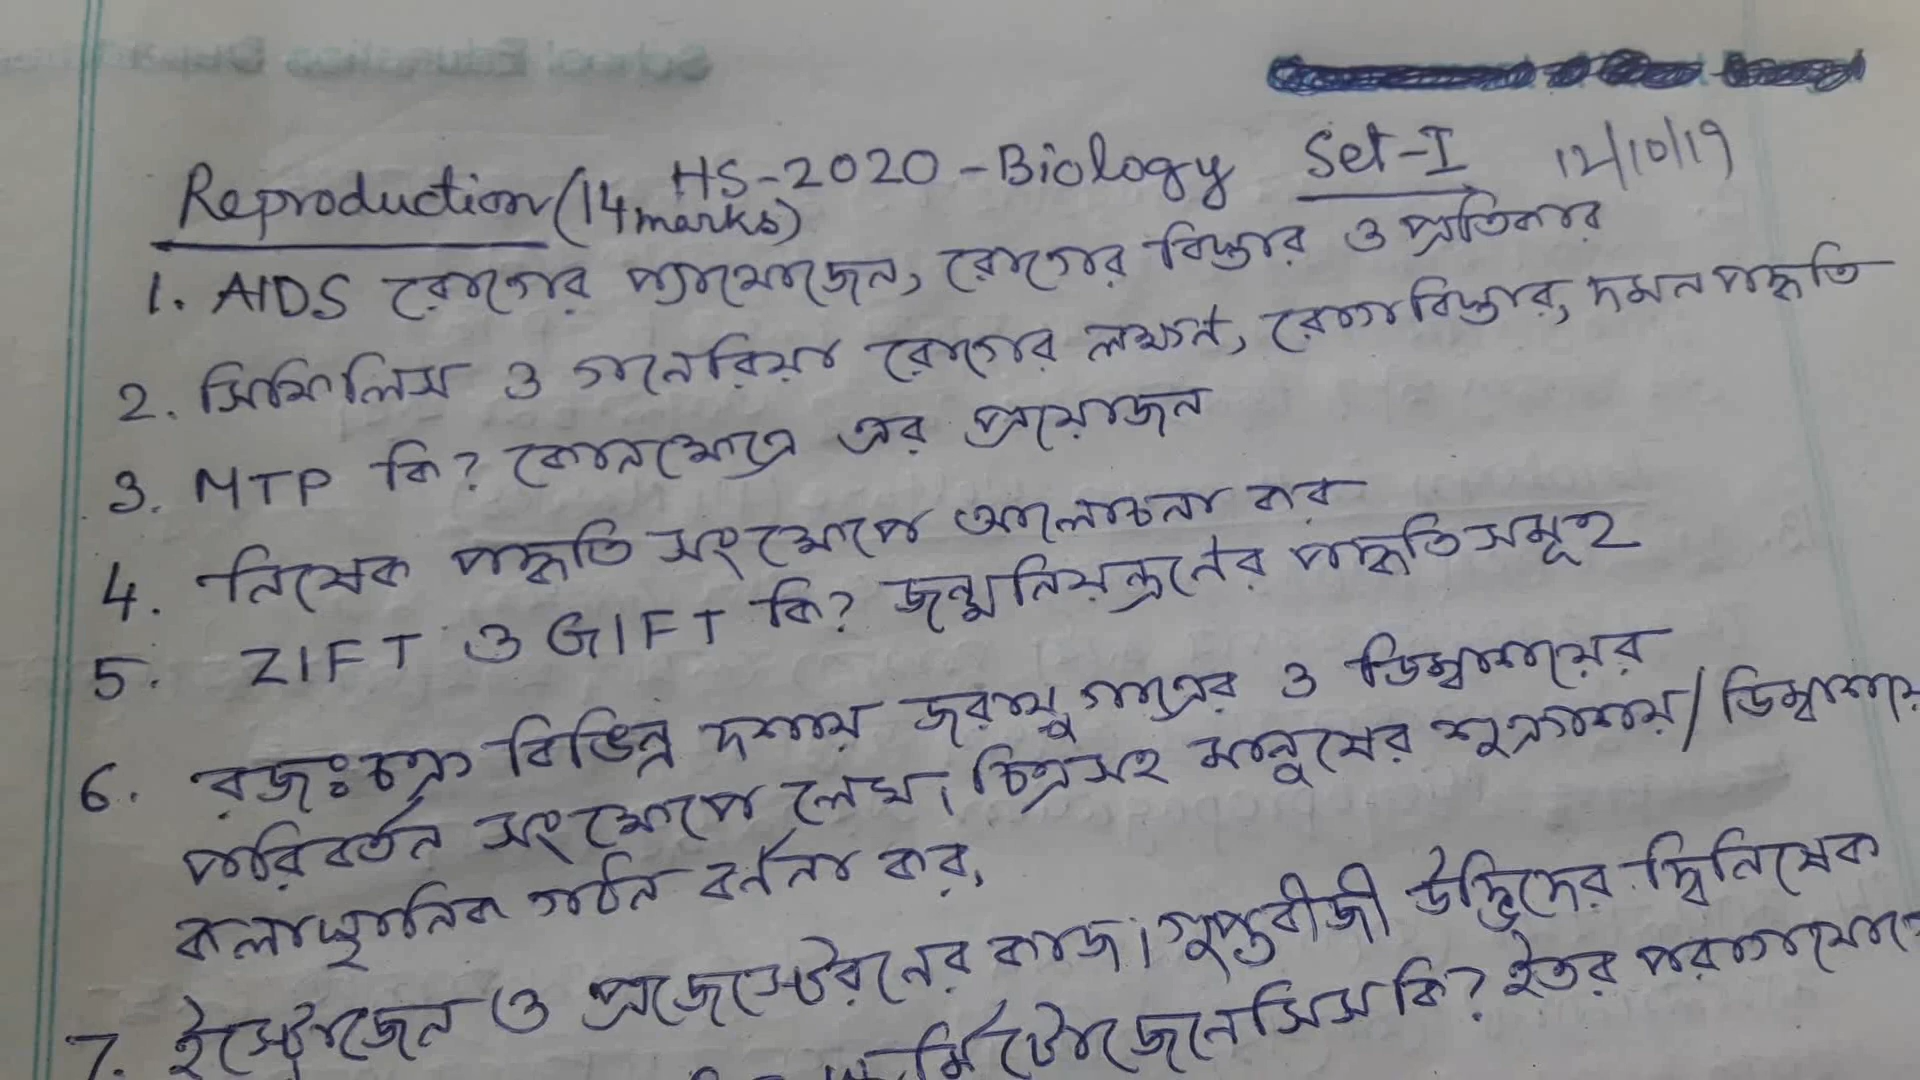 HS-2020-Biology Set-I 12/10/19
Reproduction (14 marks)
1. AIDS রোগের প্যাথোজেন, রোগের বিস্তার ও প্রতিকার
2. সিফিলিস ও গনেরিয়া রোগের লক্ষণ, রোগবিস্তার, দমন পদ্ধতি
3. MTP কি? কোনক্ষেত্রে এর প্রয়োজন
4. নিষেক পদ্ধতি সংক্ষেপে আলোচনা কর
5. ZIFT ও GIFT কি? জন্মনিয়ন্ত্রণের পদ্ধতিসমূহ
6. রজঃচক্র বিভিন্ন দশায় জরায়ু গাত্রের ও ডিম্বাশয়ের
পরিবর্তন সংক্ষেপে লেখ। চিত্রসহ মানুষের শুক্রাশয়/ডিম্বাশয়ে
কলাস্থানিক গঠন বর্ণনা কর,
7. ইস্ট্রোজেন ও প্রজেস্টেরনের কাজ। গুপ্তবীজী উদ্ভিদের দ্বিনিষেক
কি? ইতর